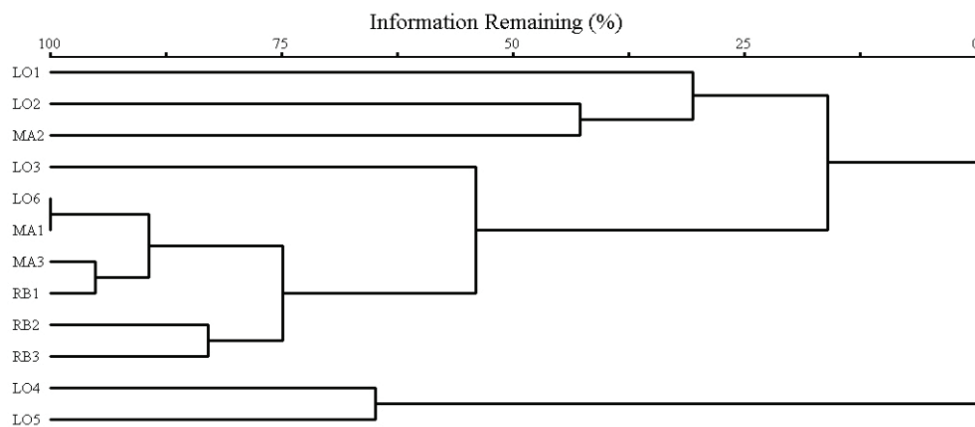 Information Remaining (%)
100 75 50 25 0
LO1
LO2
MA2
LO3
LO6
MA1
MA3
RB1
RB2
RB3
LO4
LO5